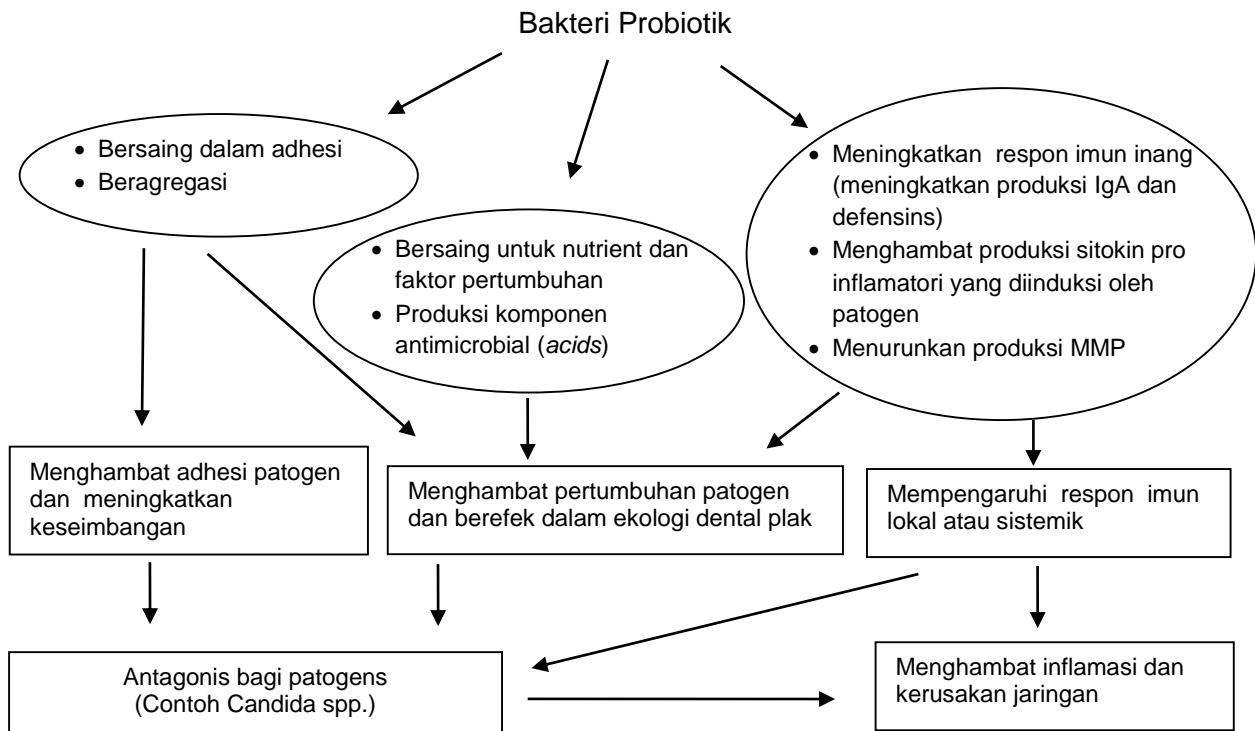 Bakteri Probiotik
• Bersaing dalam adhesi
• Beragregasi
• Bersaing untuk nutrient dan
faktor pertumbuhan
• Produksi komponen
antimicrobial (acids)
• Meningkatkan respon imun inang
(meningkatkan produksi IgA dan
defensins)
• Menghambat produksi sitokin pro
inflamatori yang diinduksi oleh
patogen
• Menurunkan produksi MMP
Menghambat adhesi patogen
dan meningkatkan
keseimbangan
Menghambat pertumbuhan patogen
dan berefek dalam ekologi dental plak
Mempengaruhi respon imun
lokal atau sistemik
Antagonis bagi patogens
(Contoh Candida spp.)
Menghambat inflamasi dan
kerusakan jaringan